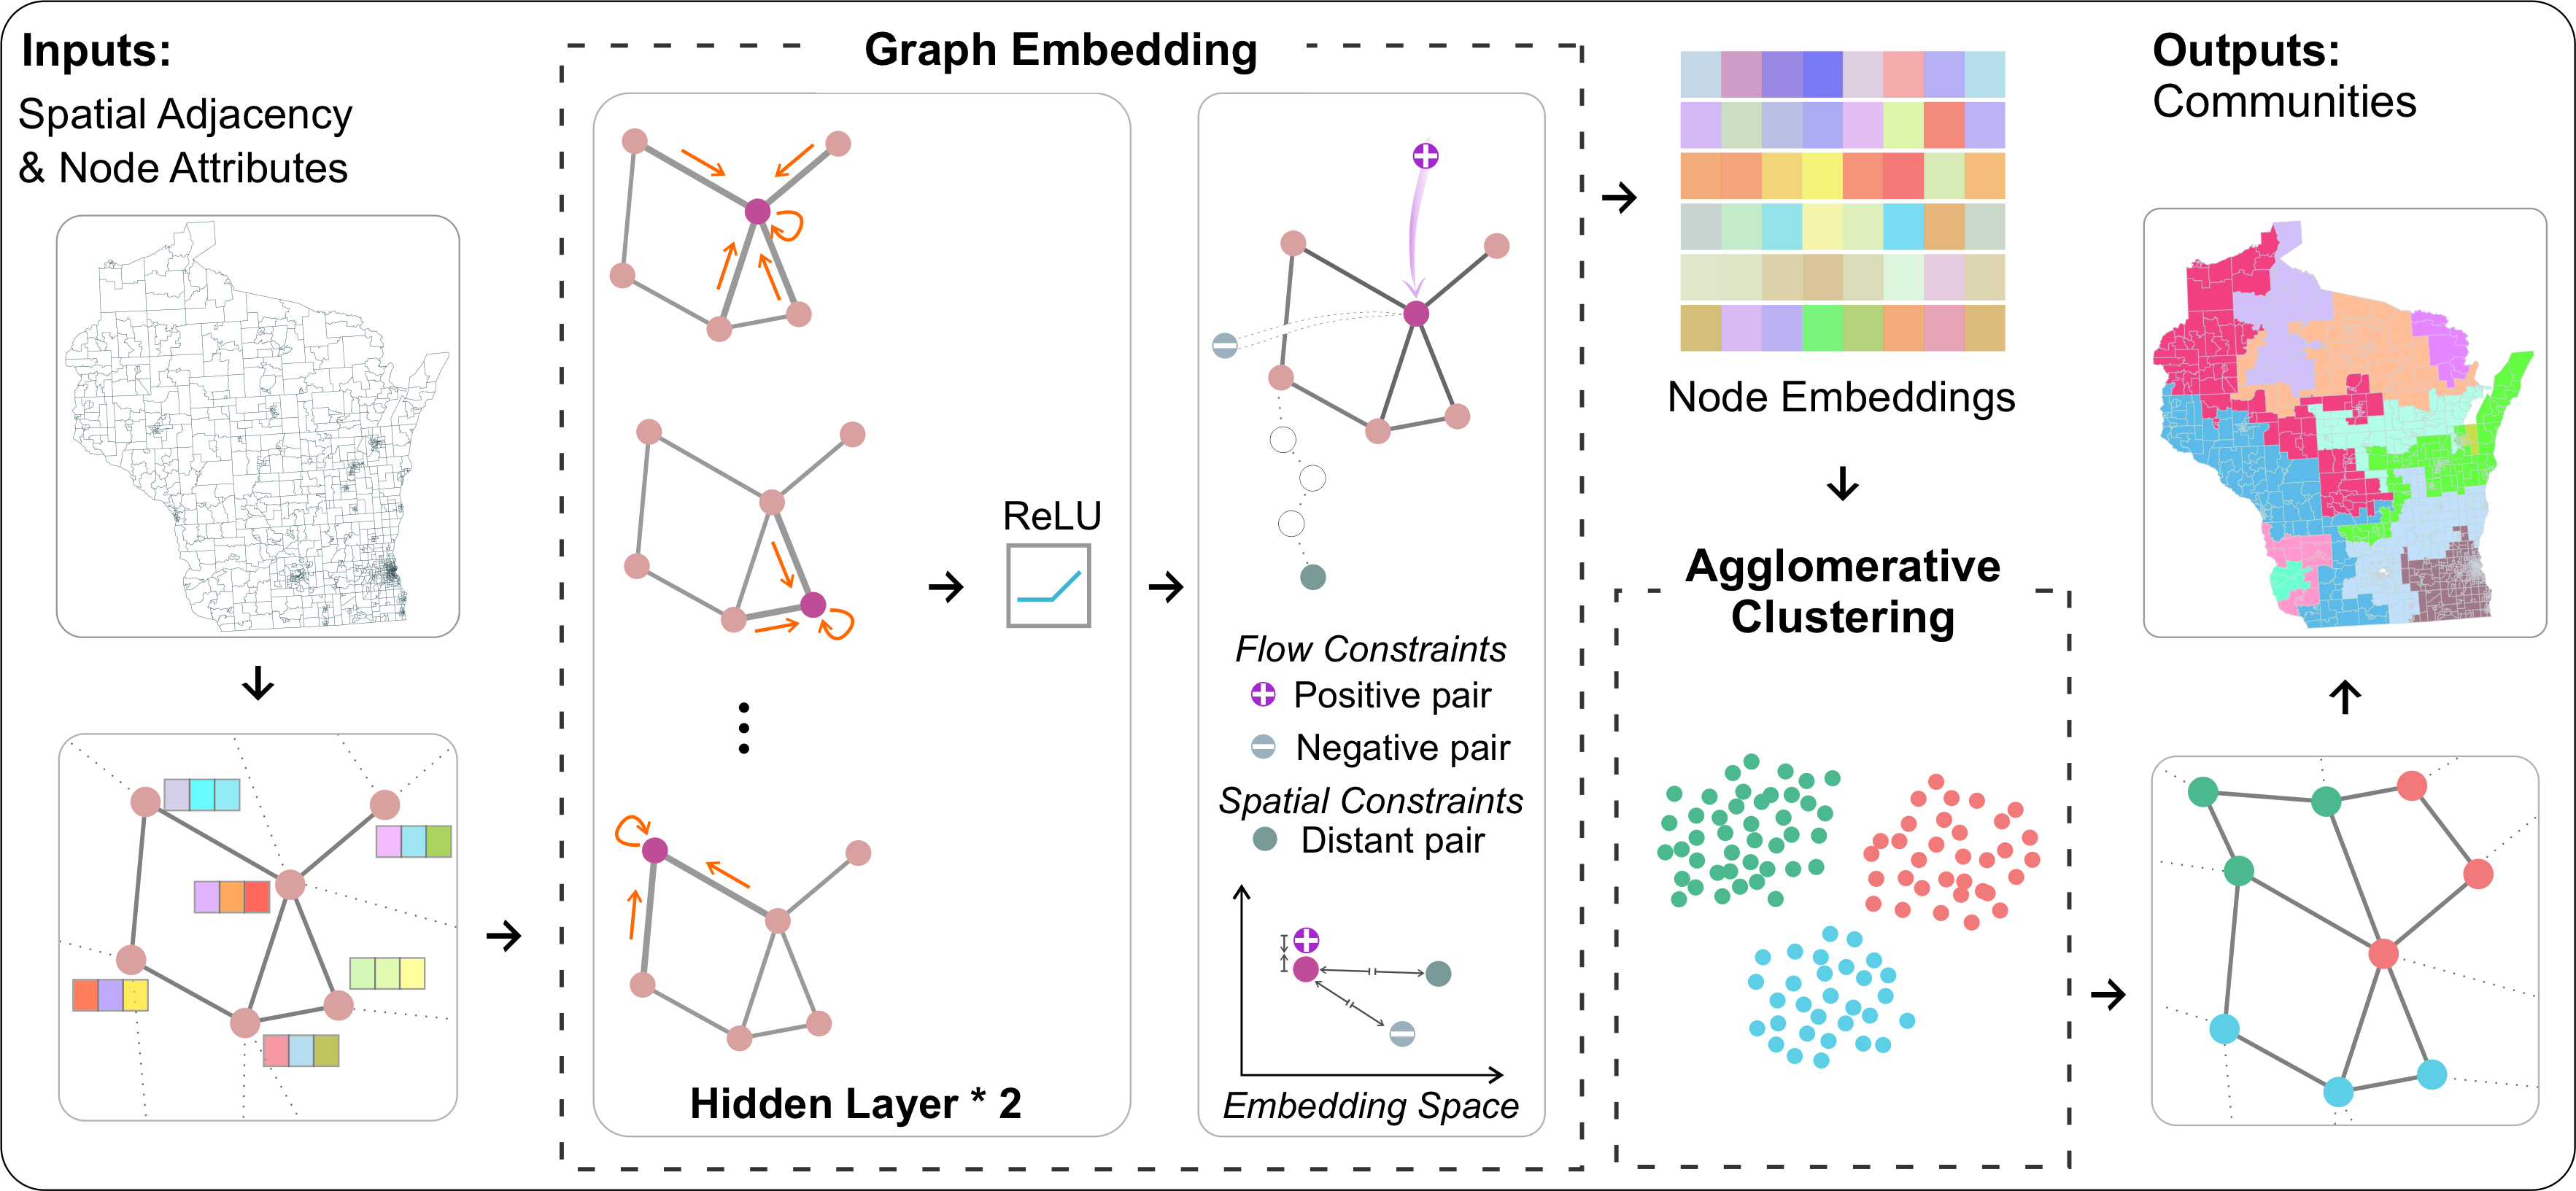 Inputs:
Spatial Adjacency
& Node Attributes
Graph Embedding
ReLU
Hidden Layer * 2
Flow Constraints
Positive pair
Negative pair
Spatial Constraints
Distant pair
Embedding Space
Node Embeddings
Agglomerative
Clustering
Outputs:
Communities